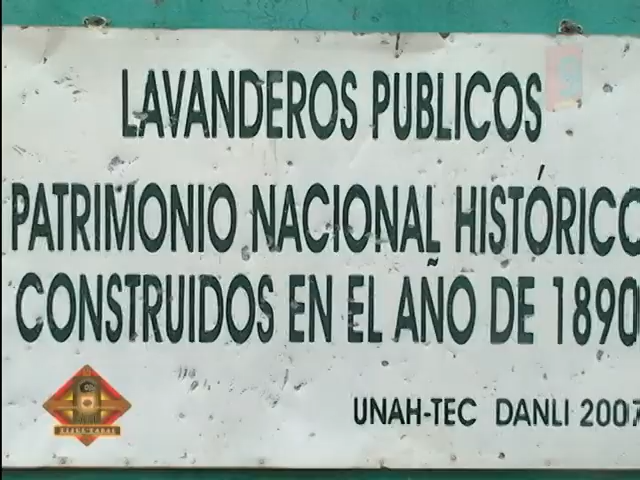 LAVANDEROS PUBLICOS
PATRIMONIO NACIONAL HISTÓRICO
CONSTRUIDOS EN EL AÑO DE 1890
UNAH-TEC DANLI 2007